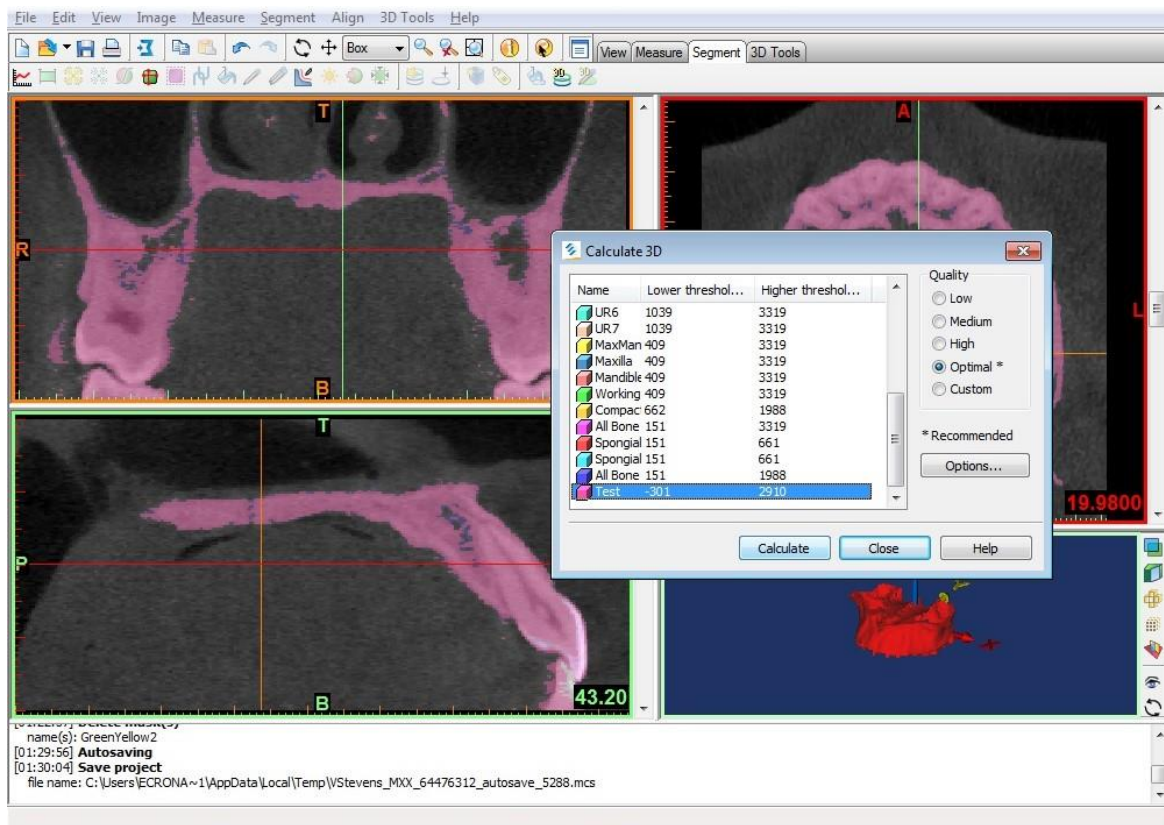 File Edit View Image Measure Segment Align 3D Tools Help
Box View Measure Segment 3D Tools
T
R
B
A
L
19.9800
T
P
B
43.20
Calculate 3D
Name Lower threshol... Higher threshol...
UR6 1039 3319
UR7 1039 3319
MaxMan 409 3319
Maxilla 409 3319
Mandible 409 3319
Working 409 3319
Compac 662 1988
All Bone 151 3319
Spongial 151 661
Spongial 151 661
All Bone 151 1988
Test -301 2910
Quality
Low
Medium
High
Optimal *
Custom
* Recommended
Options...
Calculate Close Help
name(s): GreenYellow2
[01:29:56] Autosaving
[01:30:04] Save project
file name: C:\Users\ECRONA~1\AppData\Local\Temp\VStevens_MXX_64476312_autosave_5288.mcs